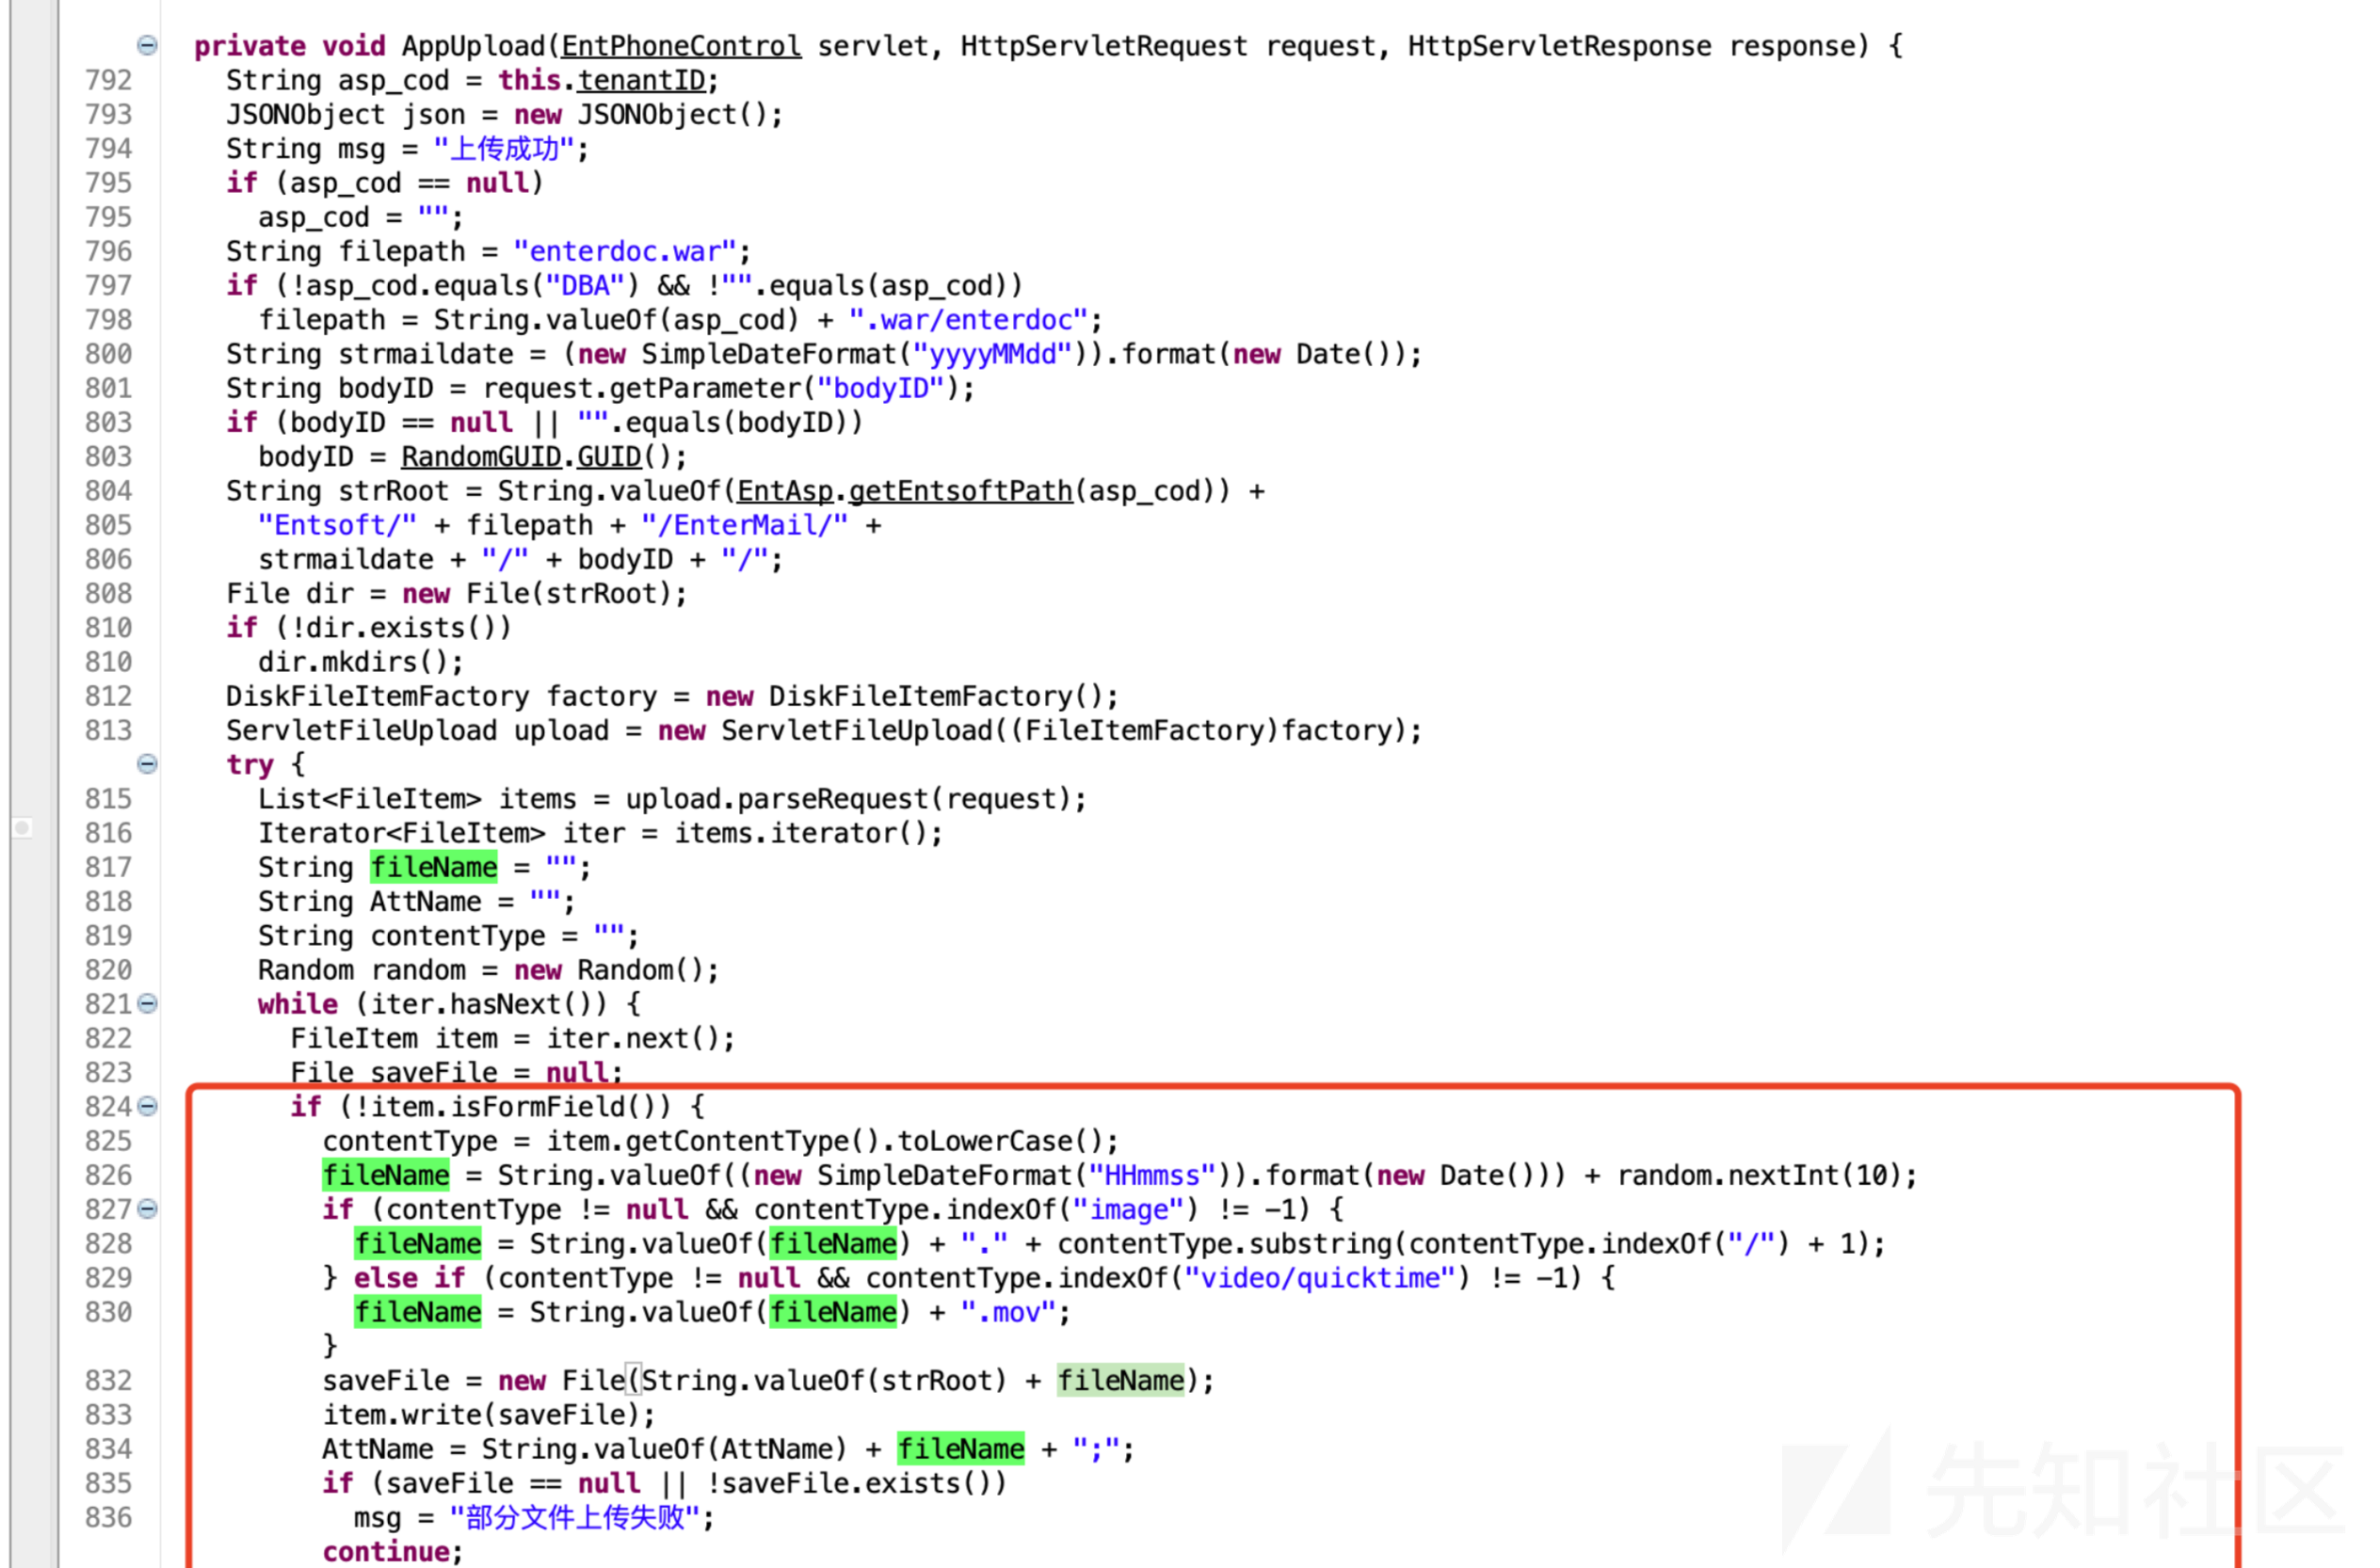 private void AppUpload(EntPhoneControl servlet, HttpServletRequest request, HttpServletResponse response) {
792 String asp_cod = this.tenantID;
793 JSONObject json = new JSONObject();
794 String msg = "上传成功";
795 if (asp_cod == null)
795 asp_cod = "";
796 String filepath = "enterdoc.war";
797 if (!asp_cod.equals("DBA") && !"".equals(asp_cod))
798 filepath = String.valueOf(asp_cod) + ".war/enterdoc";
800 String strmaildate = (new SimpleDateFormat("yyyyMMdd")).format(new Date());
801 String bodyID = request.getParameter("bodyID");
803 if (bodyID == null || "".equals(bodyID))
803 bodyID = RandomGUID.GUID();
804 String strRoot = String.valueOf(EntAsp.getEntsoftPath(asp_cod)) +
805 "Entsoft/" + filepath + "/EnterMail/" +
806 strmaildate + "/" + bodyID + "/";
808 File dir = new File(strRoot);
810 if (!dir.exists())
810 dir.mkdirs();
812 DiskFileItemFactory factory = new DiskFileItemFactory();
813 ServletFileUpload upload = new ServletFileUpload((FileItemFactory)factory);
try {
815 List<FileItem> items = upload.parseRequest(request);
816 Iterator<FileItem> iter = items.iterator();
817 String fileName = "";
818 String AttName = "";
819 String contentType = "";
820 Random random = new Random();
821 while (iter.hasNext()) {
822 FileItem item = iter.next();
823 File saveFile = null;
824 if (!item.isFormField()) {
825 contentType = item.getContentType().toLowerCase();
826 fileName = String.valueOf((new SimpleDateFormat("HHmmss")).format(new Date())) + random.nextInt(10);
827 if (contentType != null && contentType.indexOf("image") != -1) {
828 fileName = String.valueOf(fileName) + "." + contentType.substring(contentType.indexOf("/") + 1);
829 } else if (contentType != null && contentType.indexOf("video/quicktime") != -1) {
830 fileName = String.valueOf(fileName) + ".mov";
}
832 saveFile = new File(String.valueOf(strRoot) + fileName);
833 item.write(saveFile);
834 AttName = String.valueOf(AttName) + fileName + ";";
835 if (saveFile == null || !saveFile.exists())
836 msg = "部分文件上传失败";
continue;
先知社区